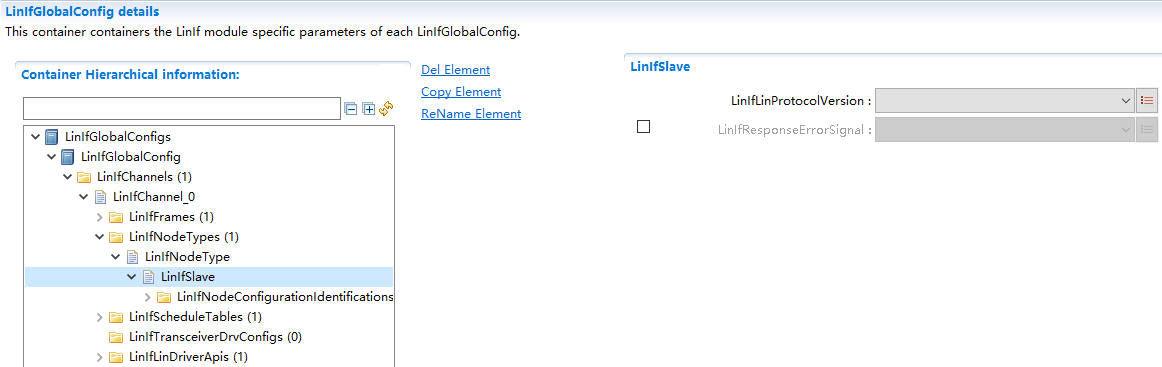 LinIfGlobalConfig details
This container containers the LinIf module specific parameters of each LinIfGlobalConfig.
Container Hierarchical information:
LinIfGlobalConfigs
LinIfGlobalConfig
LinIfChannels (1)
LinIfChannel_0
LinIfFrames (1)
LinIfNodeTypes (1)
LinIfNodeType
LinIfSlave
LinIfNodeConfigurationIdentifications
LinIfScheduleTables (1)
LinIfTransceiverDrvConfigs (0)
LinIfLinDriverApis (1)
Del Element
Copy Element
ReName Element
LinIfSlave
LinIfLinProtocolVersion :
LinIfResponseErrorSignal :